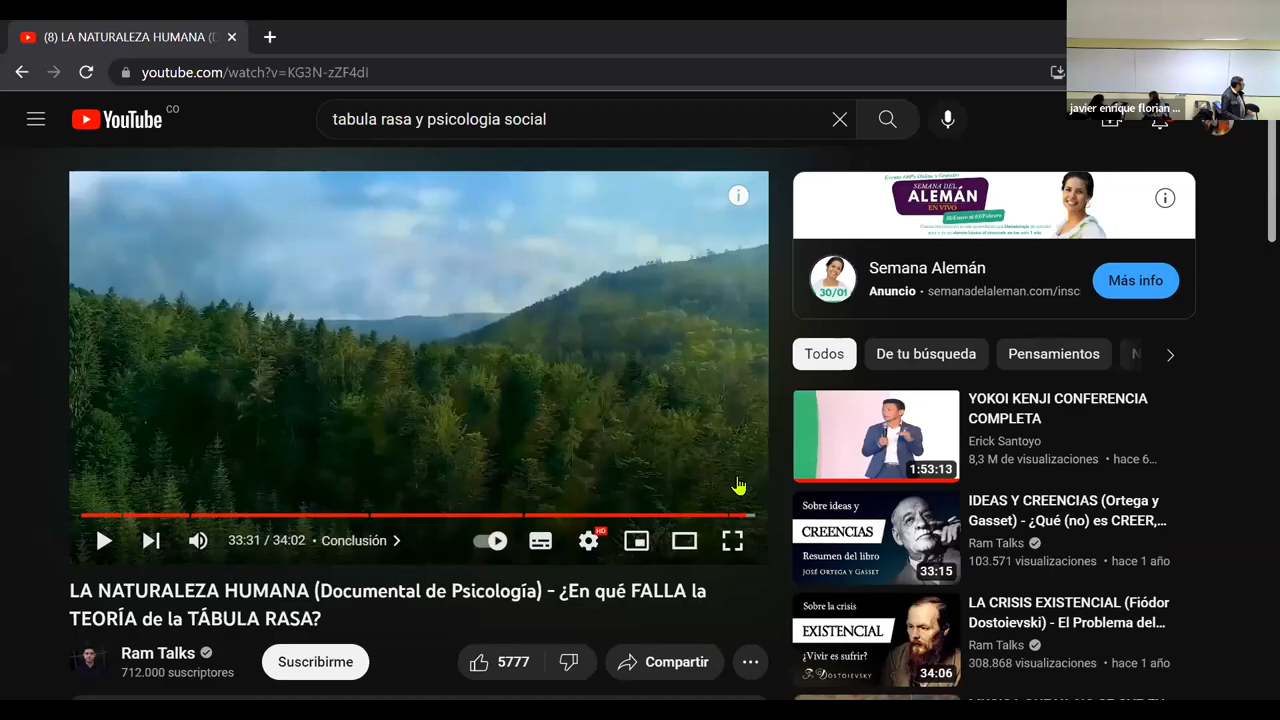 (8) LA NATURALEZA HUMANA (D
youtube.com/watch?v=KG3N-zZF4dI
javier enrique florian ...
YouTube CO
tabula rasa y psicologia social
SEMANA DEL
ALEMÁN
EN VIVO
Semana Alemán
30/01
Anuncio • semanadelaleman.com/insc
Más info
Todos
De tu búsqueda
Pensamientos
N
YOKOI KENJI CONFERENCIA
COMPLETA
Erick Santoyo
8,3 M de visualizaciones • hace 6...
1:53:13
Sobre ideas y
CREENCIAS
Resumen del libro
JOSÉ ORTEGA Y GASSET
33:15
IDEAS Y CREENCIAS (Ortega y
Gasset) - ¿Qué (no) es CREER,...
Ram Talks
103.571 visualizaciones • hace 1 año
HD
33:31 / 34:02 • Conclusión
LA NATURALEZA HUMANA (Documental de Psicología) - ¿En qué FALLA la
TEORÍA de la TÁBULA RASA?
Ram Talks
712.000 suscriptores
Suscribirme
5777
Compartir
Sobre la crisis
EXISTENCIAL
¿Vivir es sufrir?
F. DOSTOIEVSKY
34:06
LA CRISIS EXISTENCIAL (Fiódor
Dostoievski) - El Problema del...
Ram Talks
308.868 visualizaciones • hace 1 año